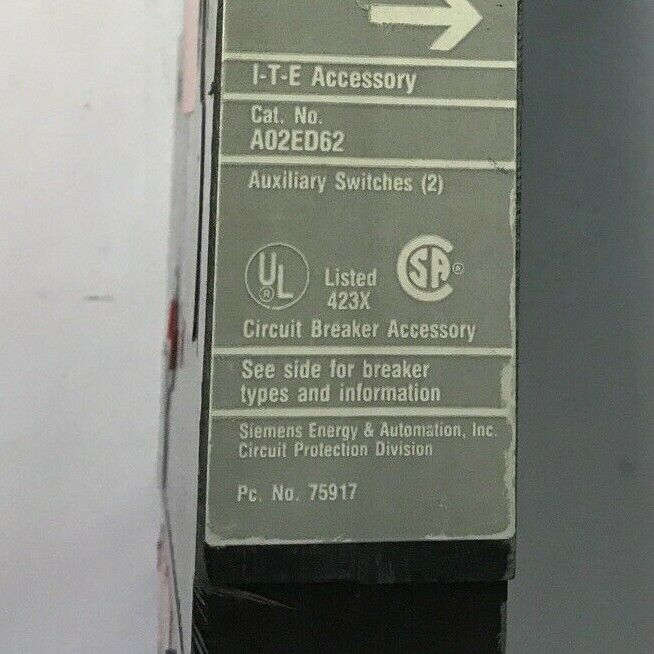 I-T-E Accessory
Cat. No.
A02ED62
Auxiliary Switches (2)
UL ® Listed SA ®
423X
Circuit Breaker Accessory
See side for breaker
types and information
Siemens Energy & Automation, Inc.
Circuit Protection Division
Pc. No. 75917